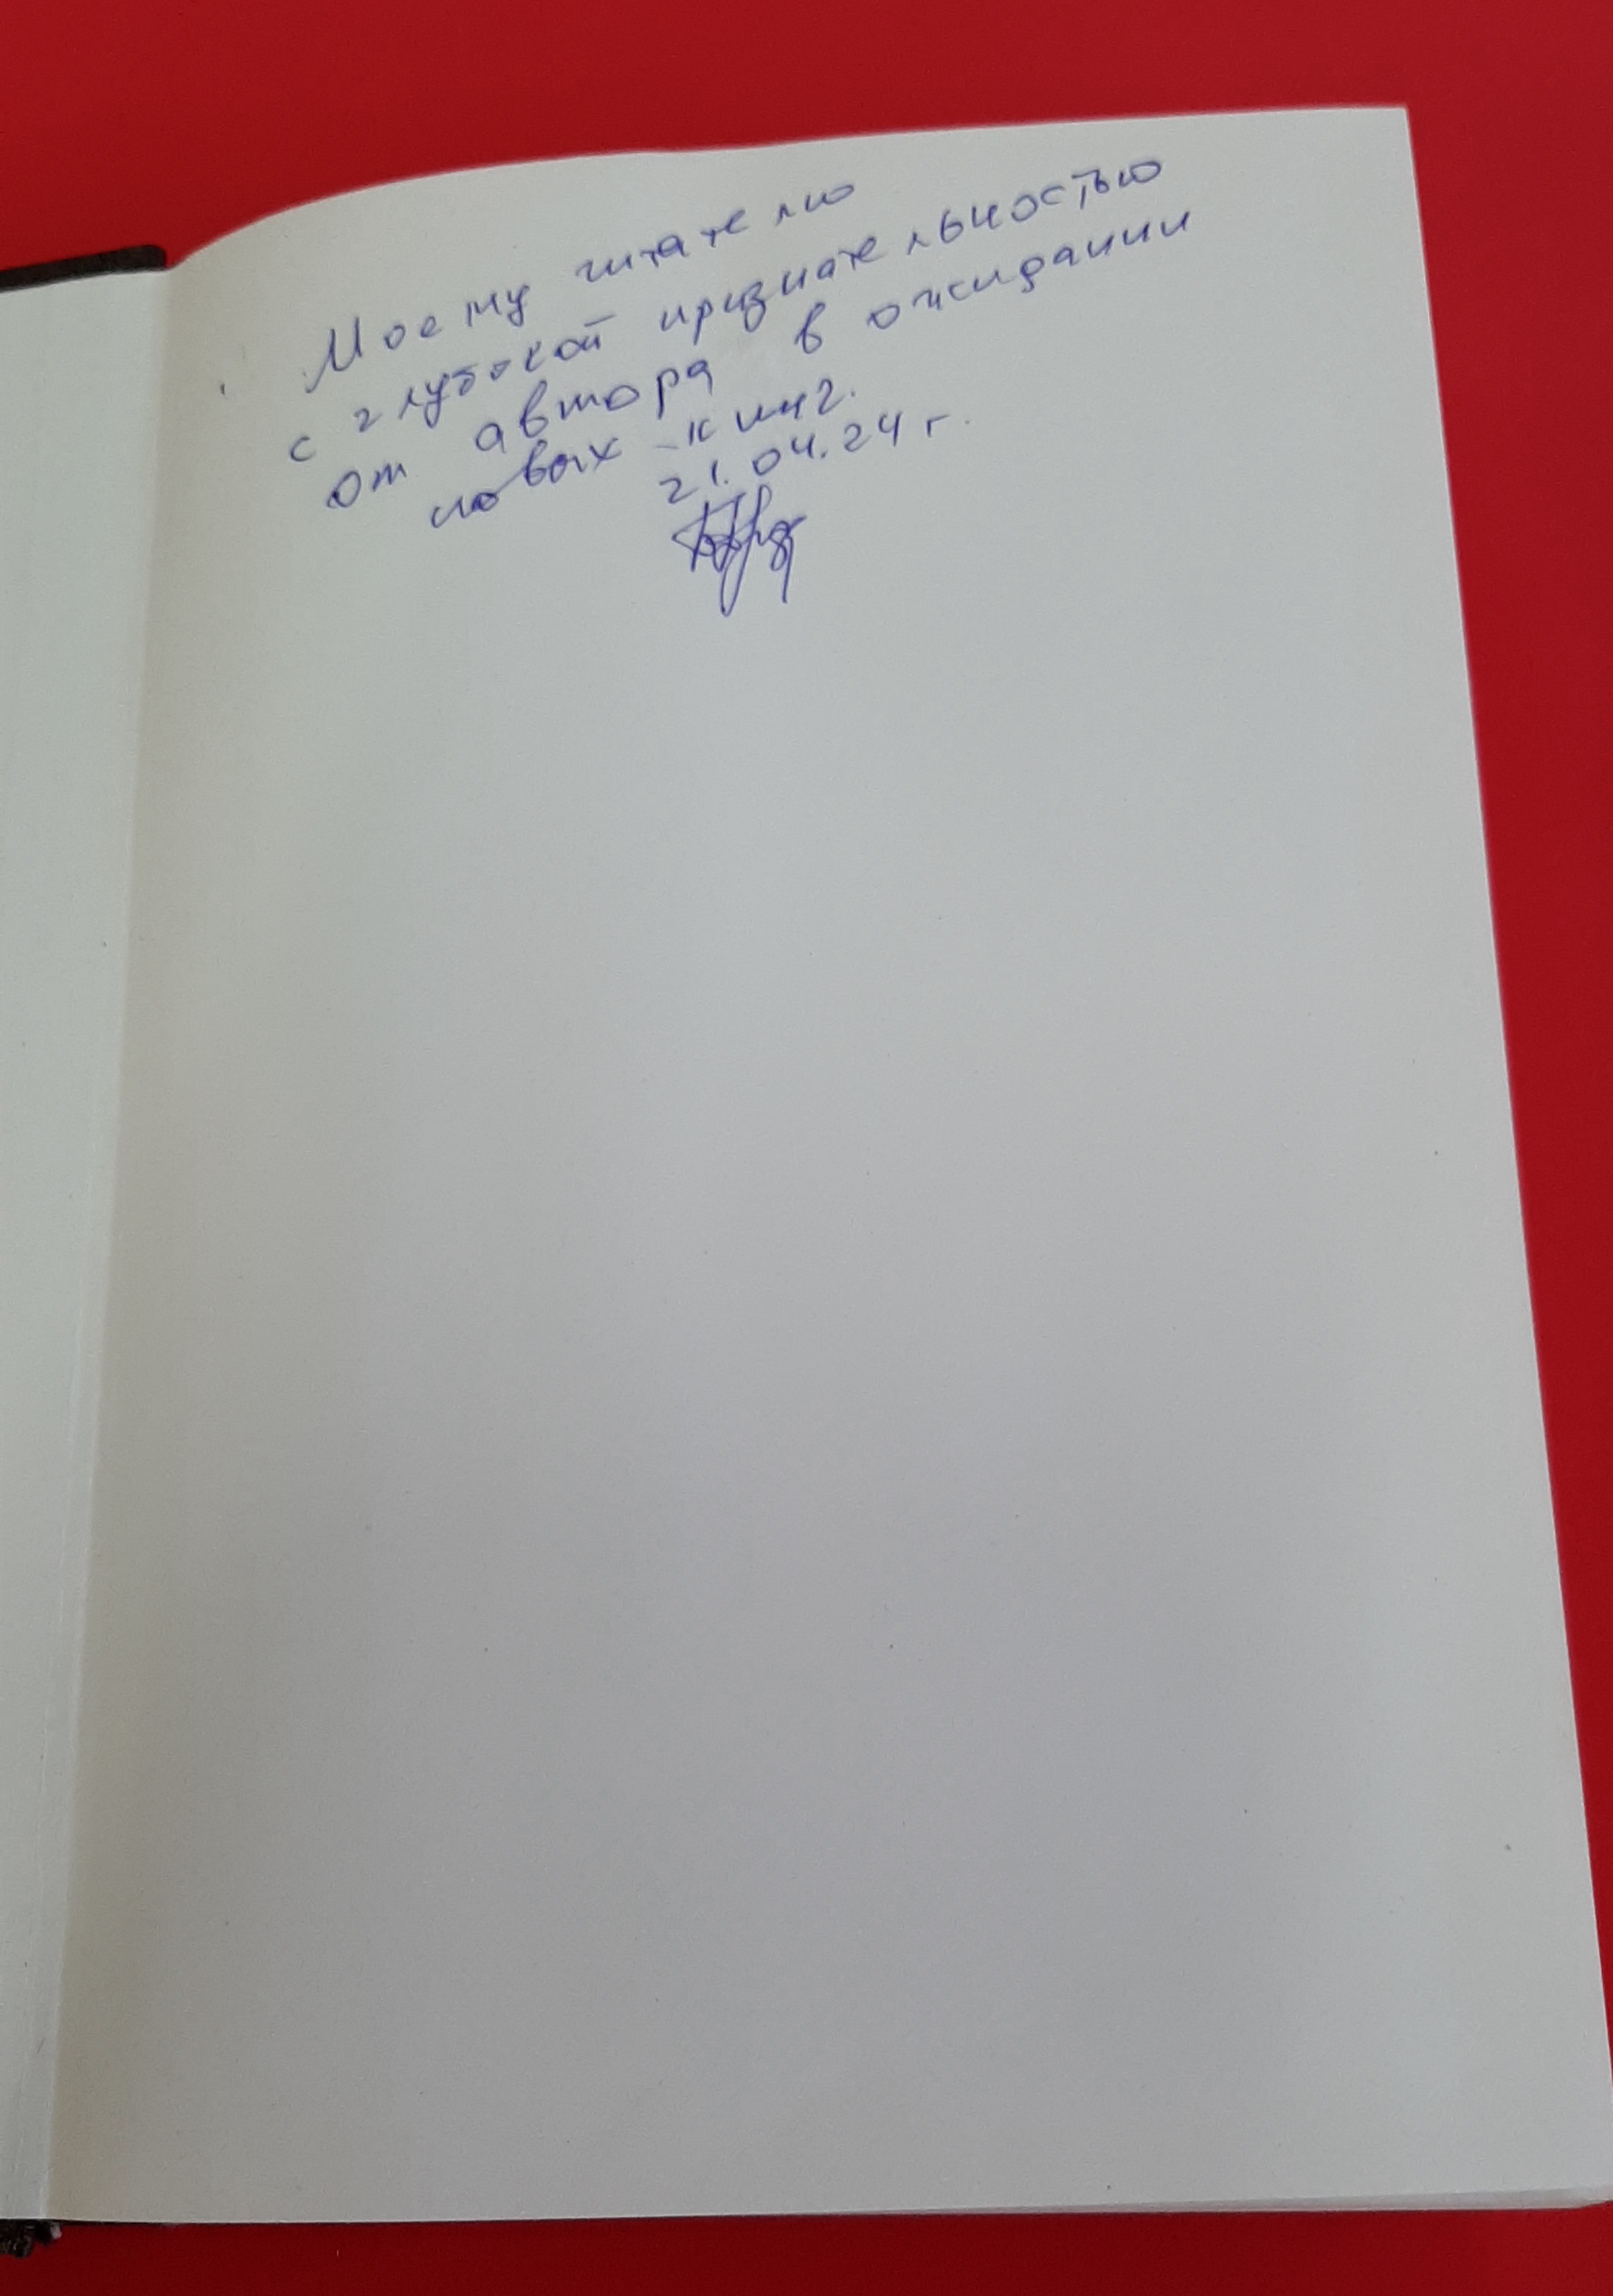 Моему читателю
с глубокой признательностью
от автора в ожидании
новых книг.
21.04.24 г.